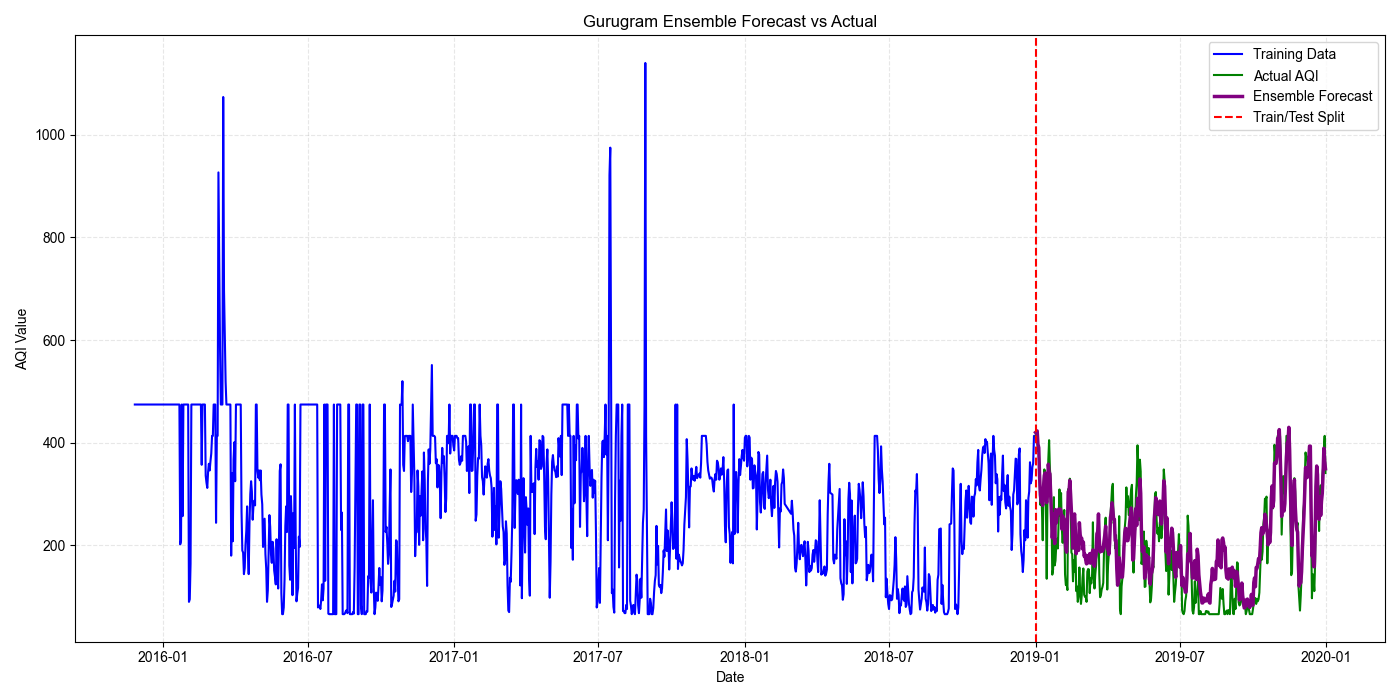 Gurugram Ensemble Forecast vs Actual
Training Data
Actual AQI
Ensemble Forecast
Train/Test Split
AQI Value
1000
800
600
400
200
2016-01
2016-07
2017-01
2017-07
2018-01
2018-07
2019-01
2019-07
2020-01
Date